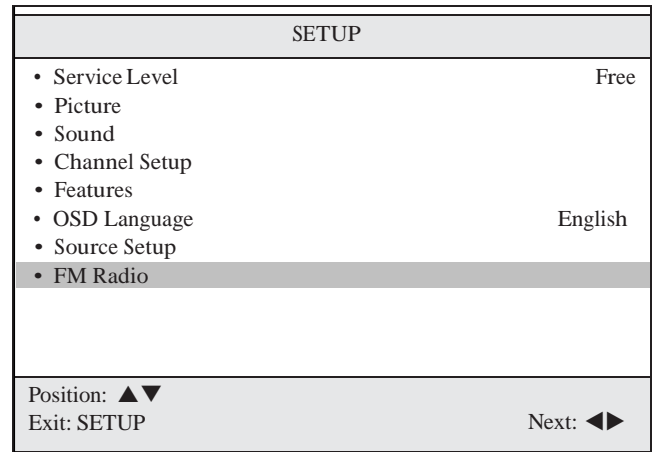 SETUP
• Service Level Free
• Picture
• Sound
• Channel Setup
• Features
• OSD Language English
• Source Setup
• FM Radio
Position: ▲▼
Exit: SETUP Next: ◀▶